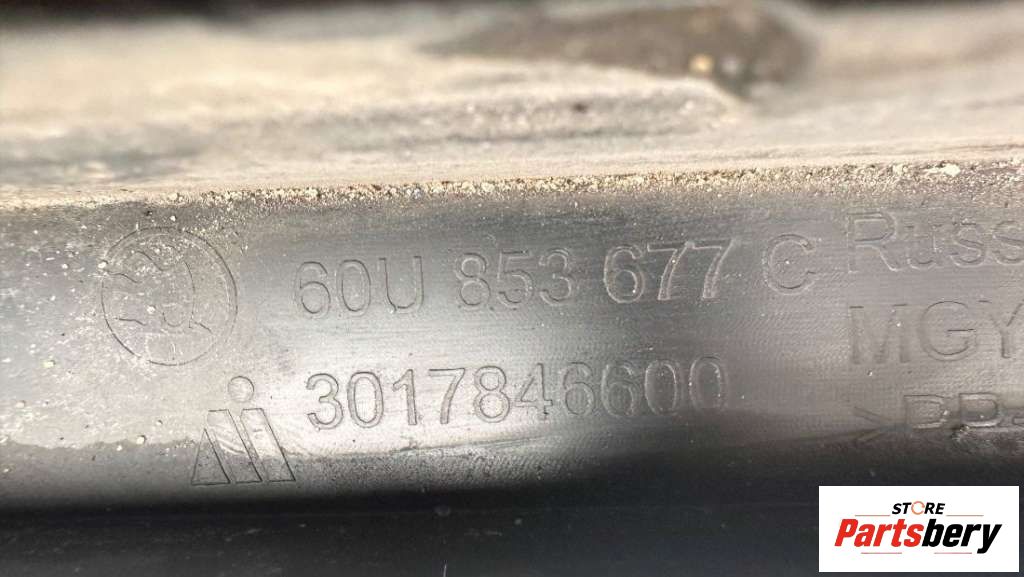 60U 853 677 C
3017846600
Russ
MGY
STORE
Partsbery